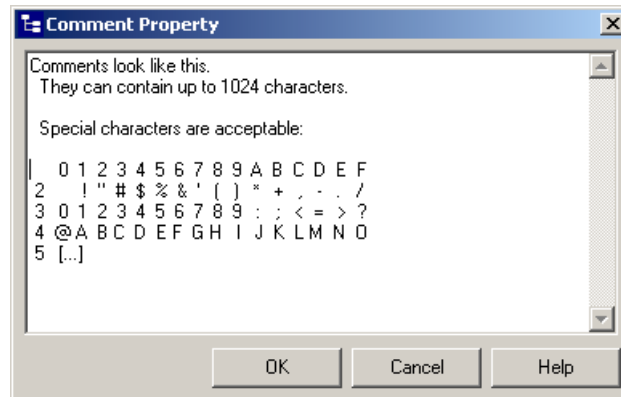 Comment Property
Comments look like this.
They can contain up to 1024 characters.
Special characters are acceptable:
| 0 1 2 3 4 5 6 7 8 9 A B C D E F
2 ! " # $ % & ' ( ) * + , - . /
3 0 1 2 3 4 5 6 7 8 9 : ; < = > ?
4 @ A B C D E F G H I J K L M N O
5 [...]
OK Cancel Help